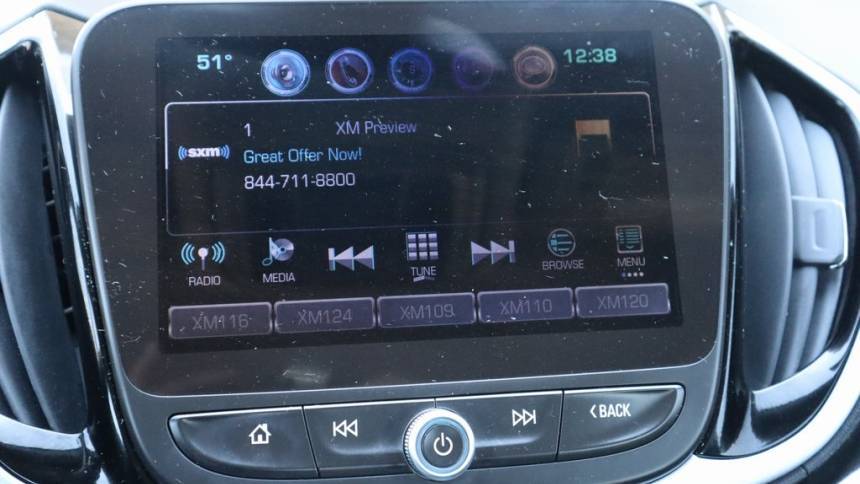 51° 12:38
1 XM Preview
((sxm)) Great Offer Now!
844-711-8800
RADIO MEDIA TUNE BROWSE MENU
XM116 XM124 XM109 XM110 XM120
BACK